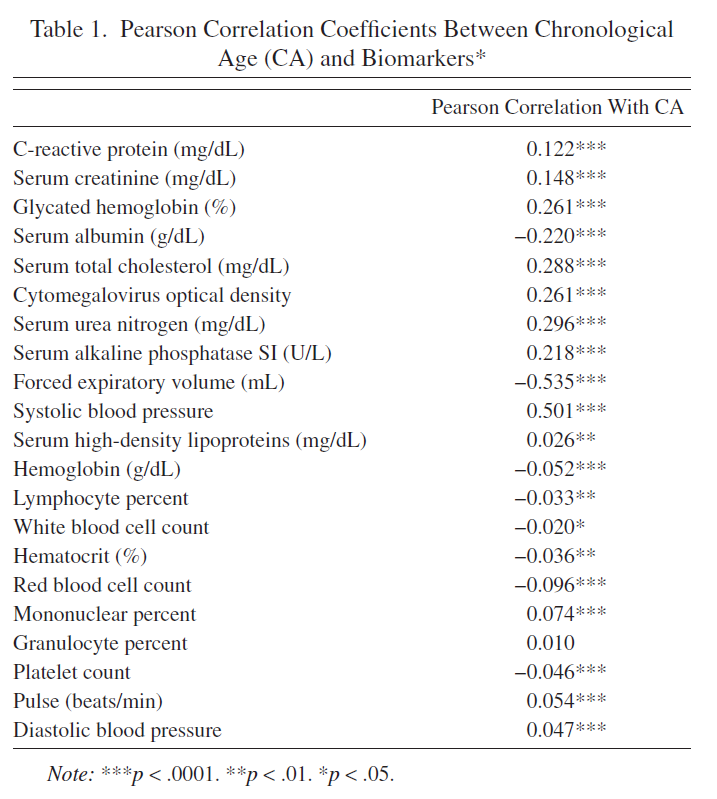 Table 1. Pearson Correlation Coefficients Between Chronological
Age (CA) and Biomarkers*
Pearson Correlation With CA
C-reactive protein (mg/dL) 0.122***
Serum creatinine (mg/dL) 0.148***
Glycated hemoglobin (%) 0.261***
Serum albumin (g/dL) −0.220***
Serum total cholesterol (mg/dL) 0.288***
Cytomegalovirus optical density 0.261***
Serum urea nitrogen (mg/dL) 0.296***
Serum alkaline phosphatase SI (U/L) 0.218***
Forced expiratory volume (mL) −0.535***
Systolic blood pressure 0.501***
Serum high-density lipoproteins (mg/dL) 0.026**
Hemoglobin (g/dL) −0.052***
Lymphocyte percent −0.033**
White blood cell count −0.020*
Hematocrit (%) −0.036**
Red blood cell count −0.096***
Mononuclear percent 0.074***
Granulocyte percent 0.010
Platelet count −0.046***
Pulse (beats/min) 0.054***
Diastolic blood pressure 0.047***
Note: ***p < .0001. **p < .01. *p < .05.